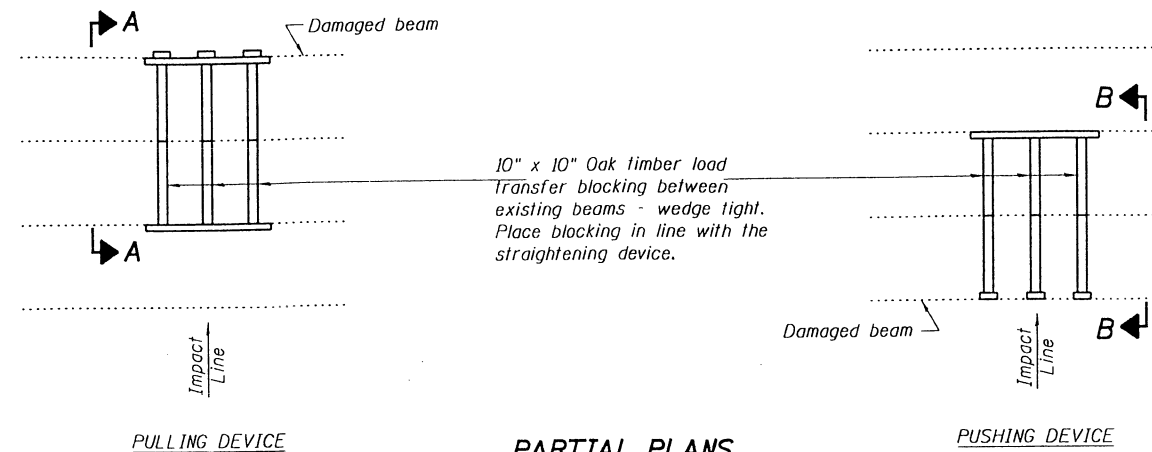 A
Damaged beam
B
10" x 10" Oak timber load
transfer blocking between
existing beams - wedge tight.
Place blocking in line with the
straightening device.
A
Damaged beam
B
Impact
Line
Impact
Line
PULLING DEVICE
PARTIAL PLANS
PUSHING DEVICE